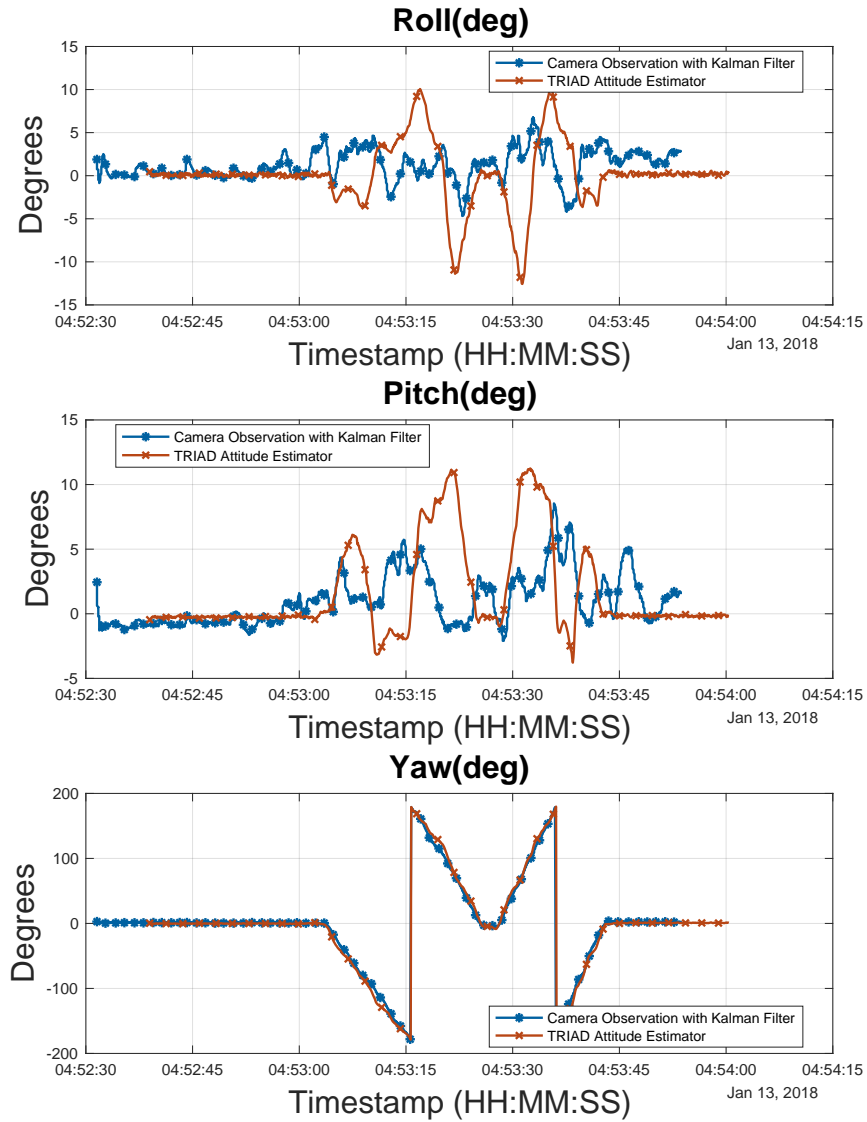 Roll(deg)
15
Camera Observation with Kalman Filter
TRIAD Attitude Estimator
10
5
0
-5
-10
-15
Degrees
04:52:30 04:52:45 04:53:00 04:53:15 04:53:30 04:53:45 04:54:00 04:54:15
Timestamp (HH:MM:SS)
Jan 13, 2018
Pitch(deg)
15
Camera Observation with Kalman Filter
TRIAD Attitude Estimator
10
5
0
-5
Degrees
04:52:30 04:52:45 04:53:00 04:53:15 04:53:30 04:53:45 04:54:00 04:54:15
Timestamp (HH:MM:SS)
Jan 13, 2018
Yaw(deg)
200
100
0
-100
-200
Degrees
Camera Observation with Kalman Filter
TRIAD Attitude Estimator
04:52:30 04:52:45 04:53:00 04:53:15 04:53:30 04:53:45 04:54:00 04:54:15
Timestamp (HH:MM:SS)
Jan 13, 2018